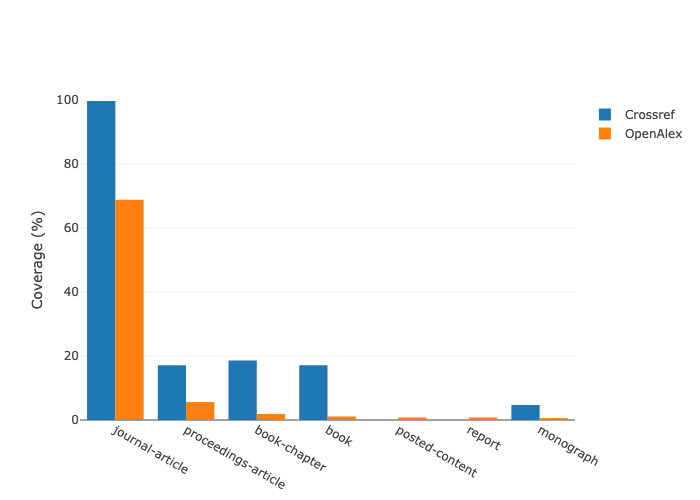 100
80
60
40
20
0
Coverage (%)
journal-article
proceedings-article
book-chapter
book
posted-content
report
monograph
Crossref
OpenAlex